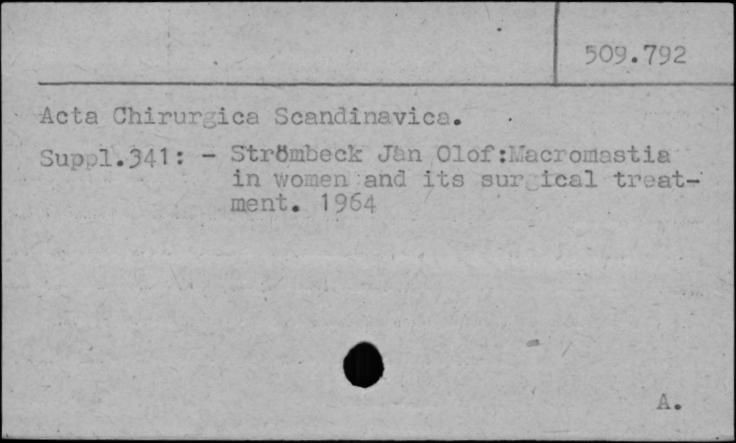 509.792
Acta Chirurgica Scandinavica.
Suppl.341: - Strömbeck Jan Olof:Macromastia
in women and its surgical treat-
ment. 1964
A.